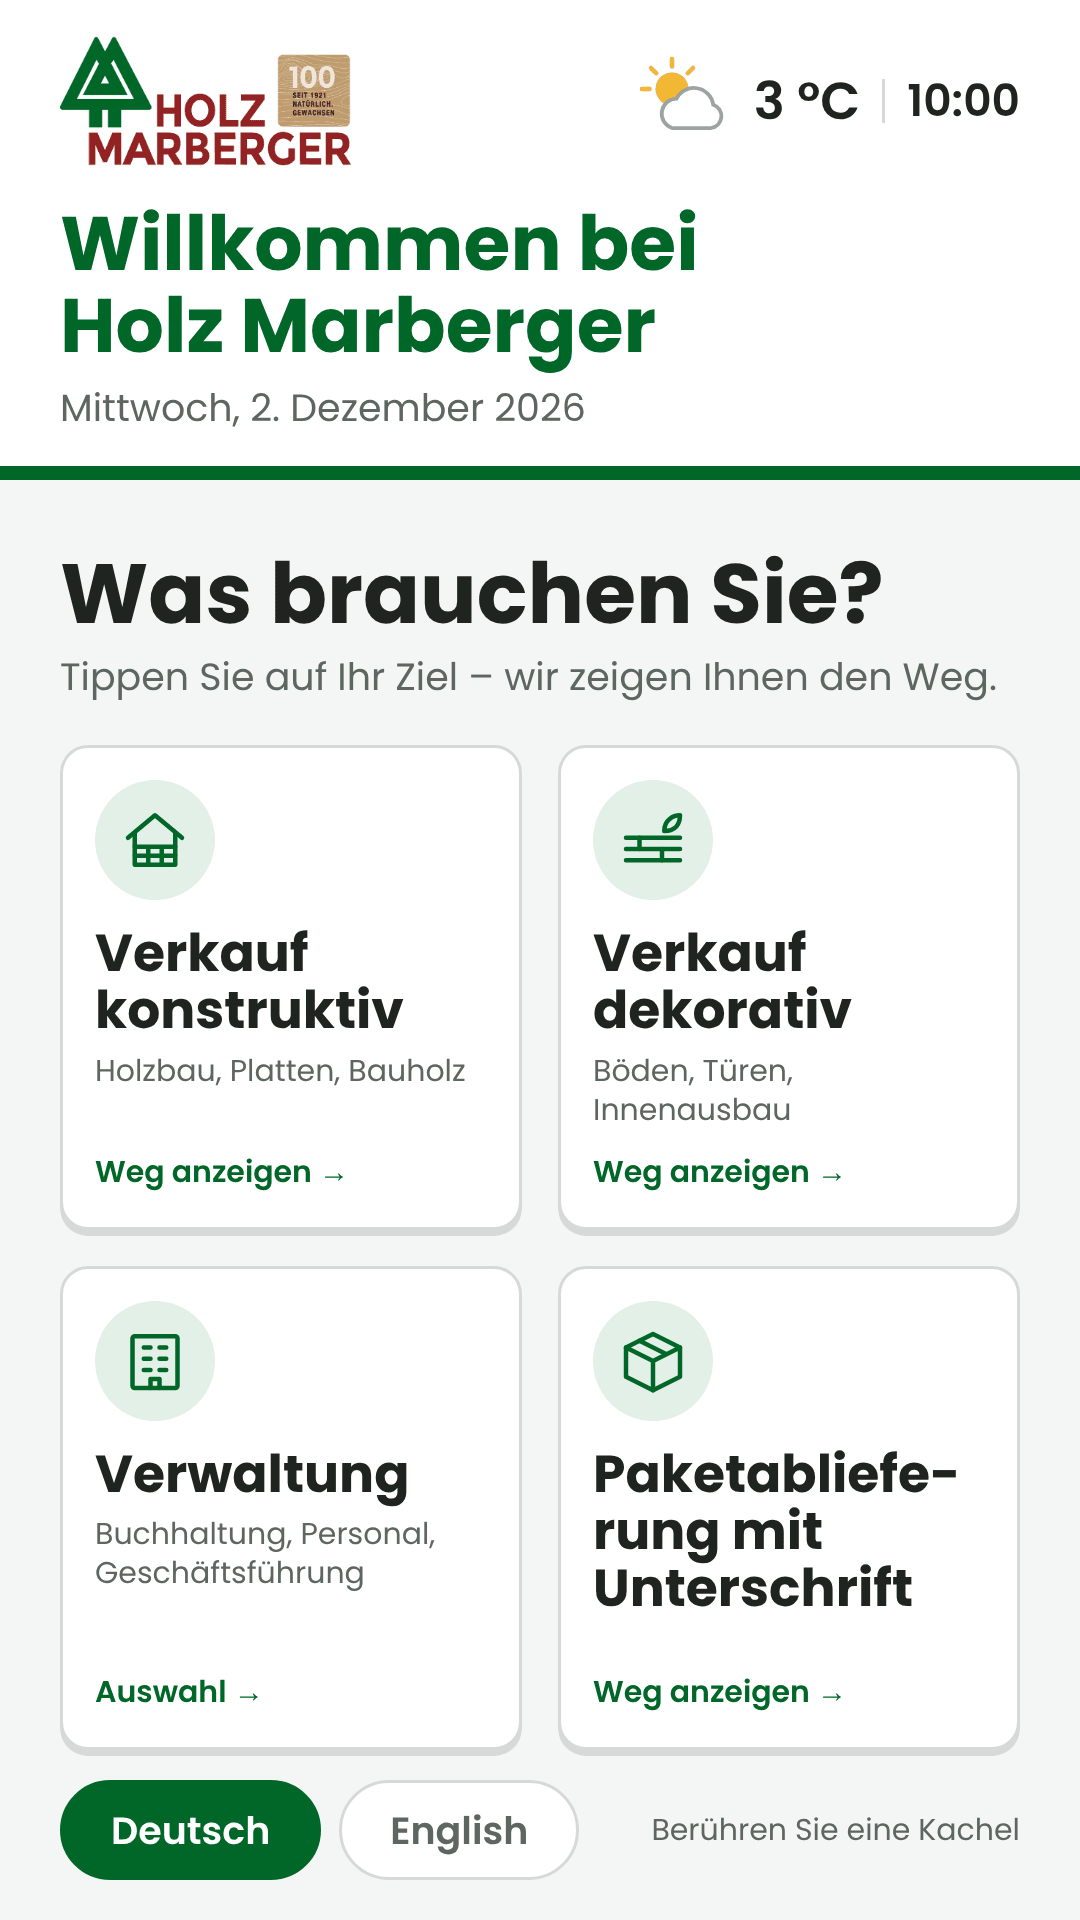 HOLZ
MARBERGER
100
SEIT 1921
NATÜRLICH.
GEWACHSEN
3 °C
10:00
Willkommen bei
Holz Marberger
Mittwoch, 2. Dezember 2026
Was brauchen Sie?
Tippen Sie auf Ihr Ziel – wir zeigen Ihnen den Weg.
Verkauf
konstruktiv
Holzbau, Platten, Bauholz
Weg anzeigen →
Verkauf
dekorativ
Böden, Türen,
Innenausbau
Weg anzeigen →
Verwaltung
Buchhaltung, Personal,
Geschäftsführung
Auswahl →
Paketabliefe-
rung mit
Unterschrift
Weg anzeigen →
Deutsch
English
Berühren Sie eine Kachel